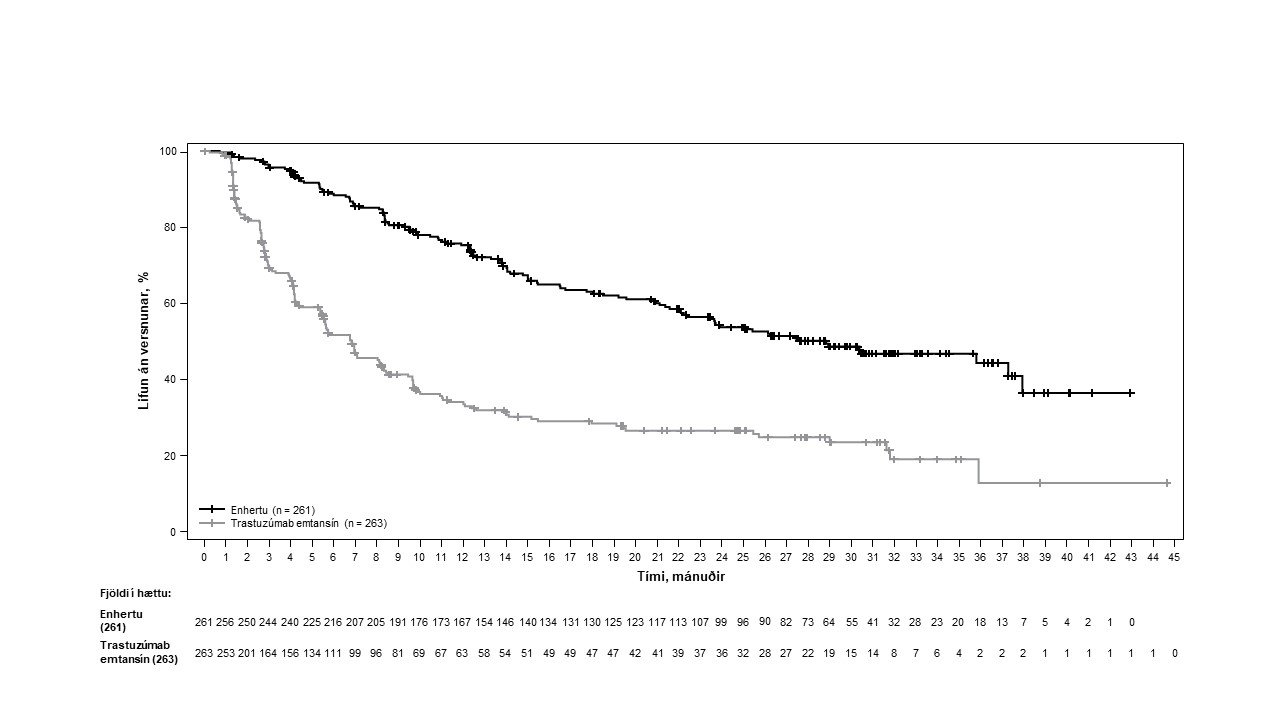 100
80
60
40
20
0
Lifun án versnunar, %
Enhertu (n = 261)
Trastuzúmab emtansín (n = 263)
0 1 2 3 4 5 6 7 8 9 10 11 12 13 14 15 16 17 18 19 20 21 22 23 24 25 26 27 28 29 30 31 32 33 34 35 36 37 38 39 40 41 42 43 44 45
Tími, mánuðir
Fjöldi í hættu:
Enhertu
(261)
261 256 250 244 240 225 216 207 205 191 176 173 167 154 146 140 134 131 130 125 123 117 113 107 99 96 90 82 73 64 55 41 32 28 23 20 18 13 7 5 4 2 1 0
Trastuzúmab
emtansín (263)
263 253 201 164 156 134 111 99 96 81 69 67 63 58 54 51 49 49 47 47 42 41 39 37 36 32 28 27 22 19 15 14 8 7 6 4 2 2 2 1 1 1 1 1 1 0